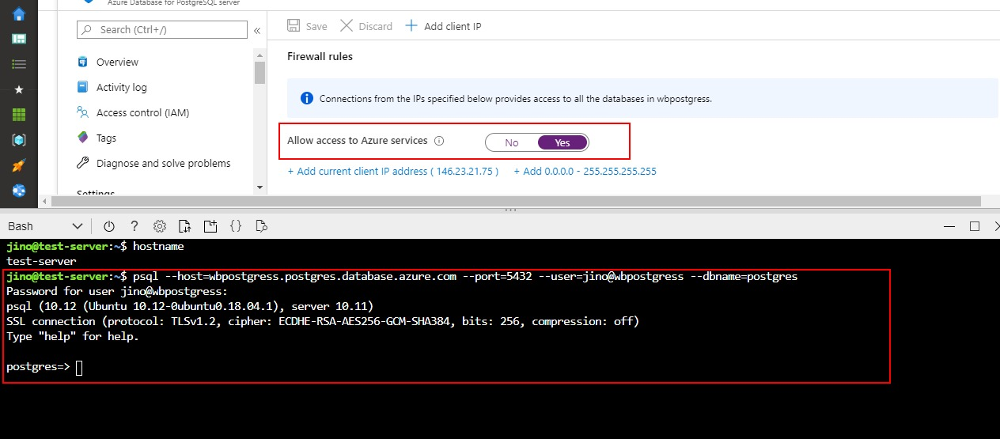 Azure Database for PostgreSQL server
Search (Ctrl+/)
«
Save
Discard
Add client IP
Overview
Activity log
Access control (IAM)
Tags
Diagnose and solve problems
Settings
Firewall rules
Connections from the IPs specified below provides access to all the databases in wbpostgress.
Allow access to Azure services
No
Yes
+ Add current client IP address ( 146.23.21.75 )
+ Add 0.0.0.0 - 255.255.255.255
Bash
?
{}
jino@test-server:~$ hostname
test-server
jino@test-server:~$ psql --host=wbpostgress.postgres.database.azure.com --port=5432 --user=jino@wbpostgress --dbname=postgres
Password for user jino@wbpostgress:
psql (10.12 (Ubuntu 10.12-0ubuntu0.18.04.1), server 10.11)
SSL connection (protocol: TLSv1.2, cipher: ECDHE-RSA-AES256-GCM-SHA384, bits: 256, compression: off)
Type "help" for help.
postgres=>